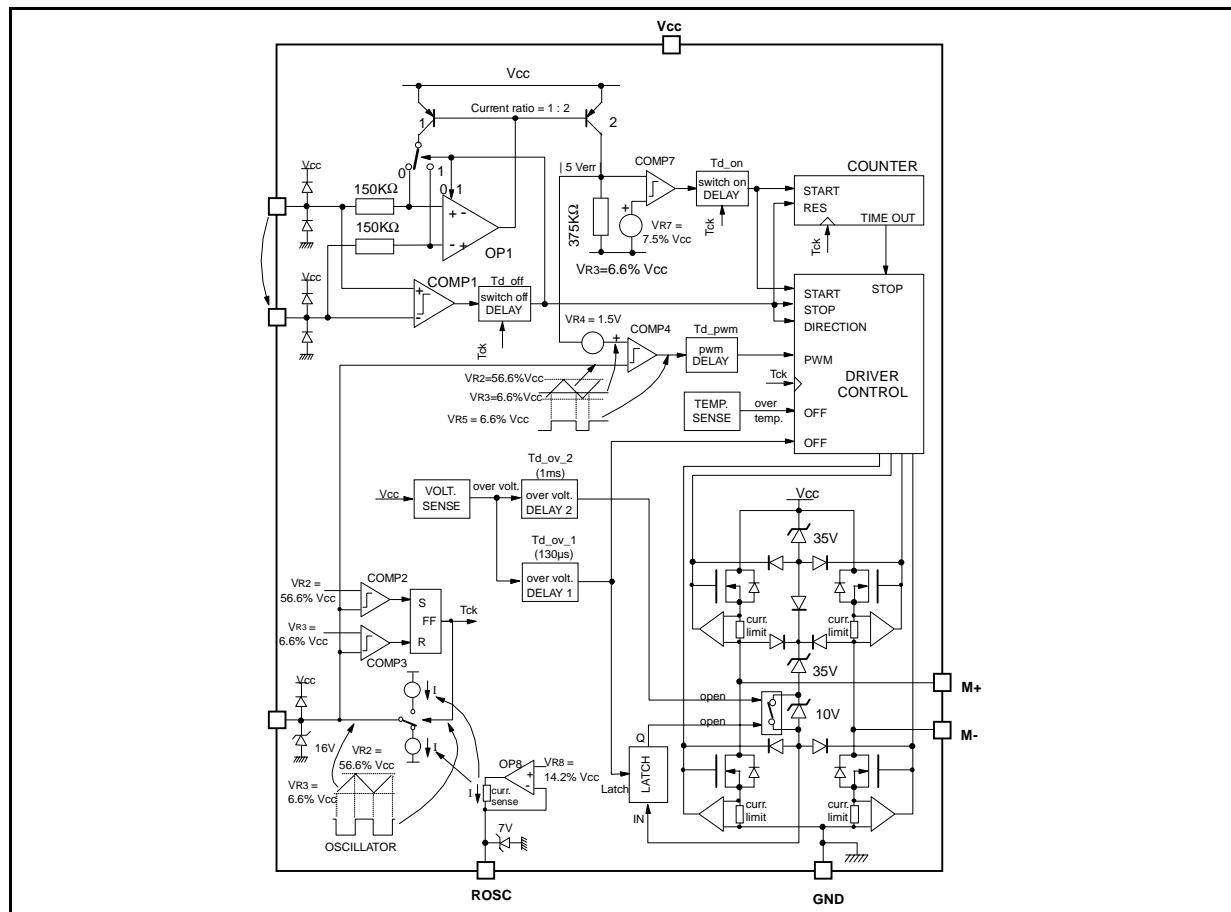 Vcc
Vcc
Current ratio = 1 : 2
1
2
| 5 Verr |
COMP7
Td_on
switch on
DELAY
Tck
COUNTER
START
RES
TIME OUT
Tck
Vcc
150KΩ
0
1
0
1
+ -
- +
OP1
150KΩ
375KΩ
+
VR7 =
7.5% Vcc
VR3=6.6% Vcc
Vcc
COMP1
+
-
Td_off
switch off
DELAY
Tck
START
STOP
STOP
DIRECTION
PWM
Tck
DRIVER
CONTROL
OFF
OFF
VR4 = 1.5V
+
COMP4
Td_pwm
pwm
DELAY
VR2=56.6%Vcc
VR3=6.6%Vcc
VR5 = 6.6% Vcc
TEMP.
SENSE
over
temp.
Td_ov_2
(1ms)
Vcc
VOLT.
SENSE
over volt.
over volt.
DELAY 2
Td_ov_1
(130µs)
over volt.
DELAY 1
Vcc
35V
curr.
limit
curr.
limit
35V
10V
M+
M-
open
open
VR2 =
56.6% Vcc
COMP2
VR3 =
6.6% Vcc
COMP3
S
FF
R
Tck
Vcc
16V
I
I
I
VR2 =
56.6% Vcc
VR3 =
6.6% Vcc
OSCILLATOR
OP8
+
-
VR8 =
14.2% Vcc
curr.
sense
7V
Q
LATCH
Latch
IN
curr.
limit
curr.
limit
ROSC
GND